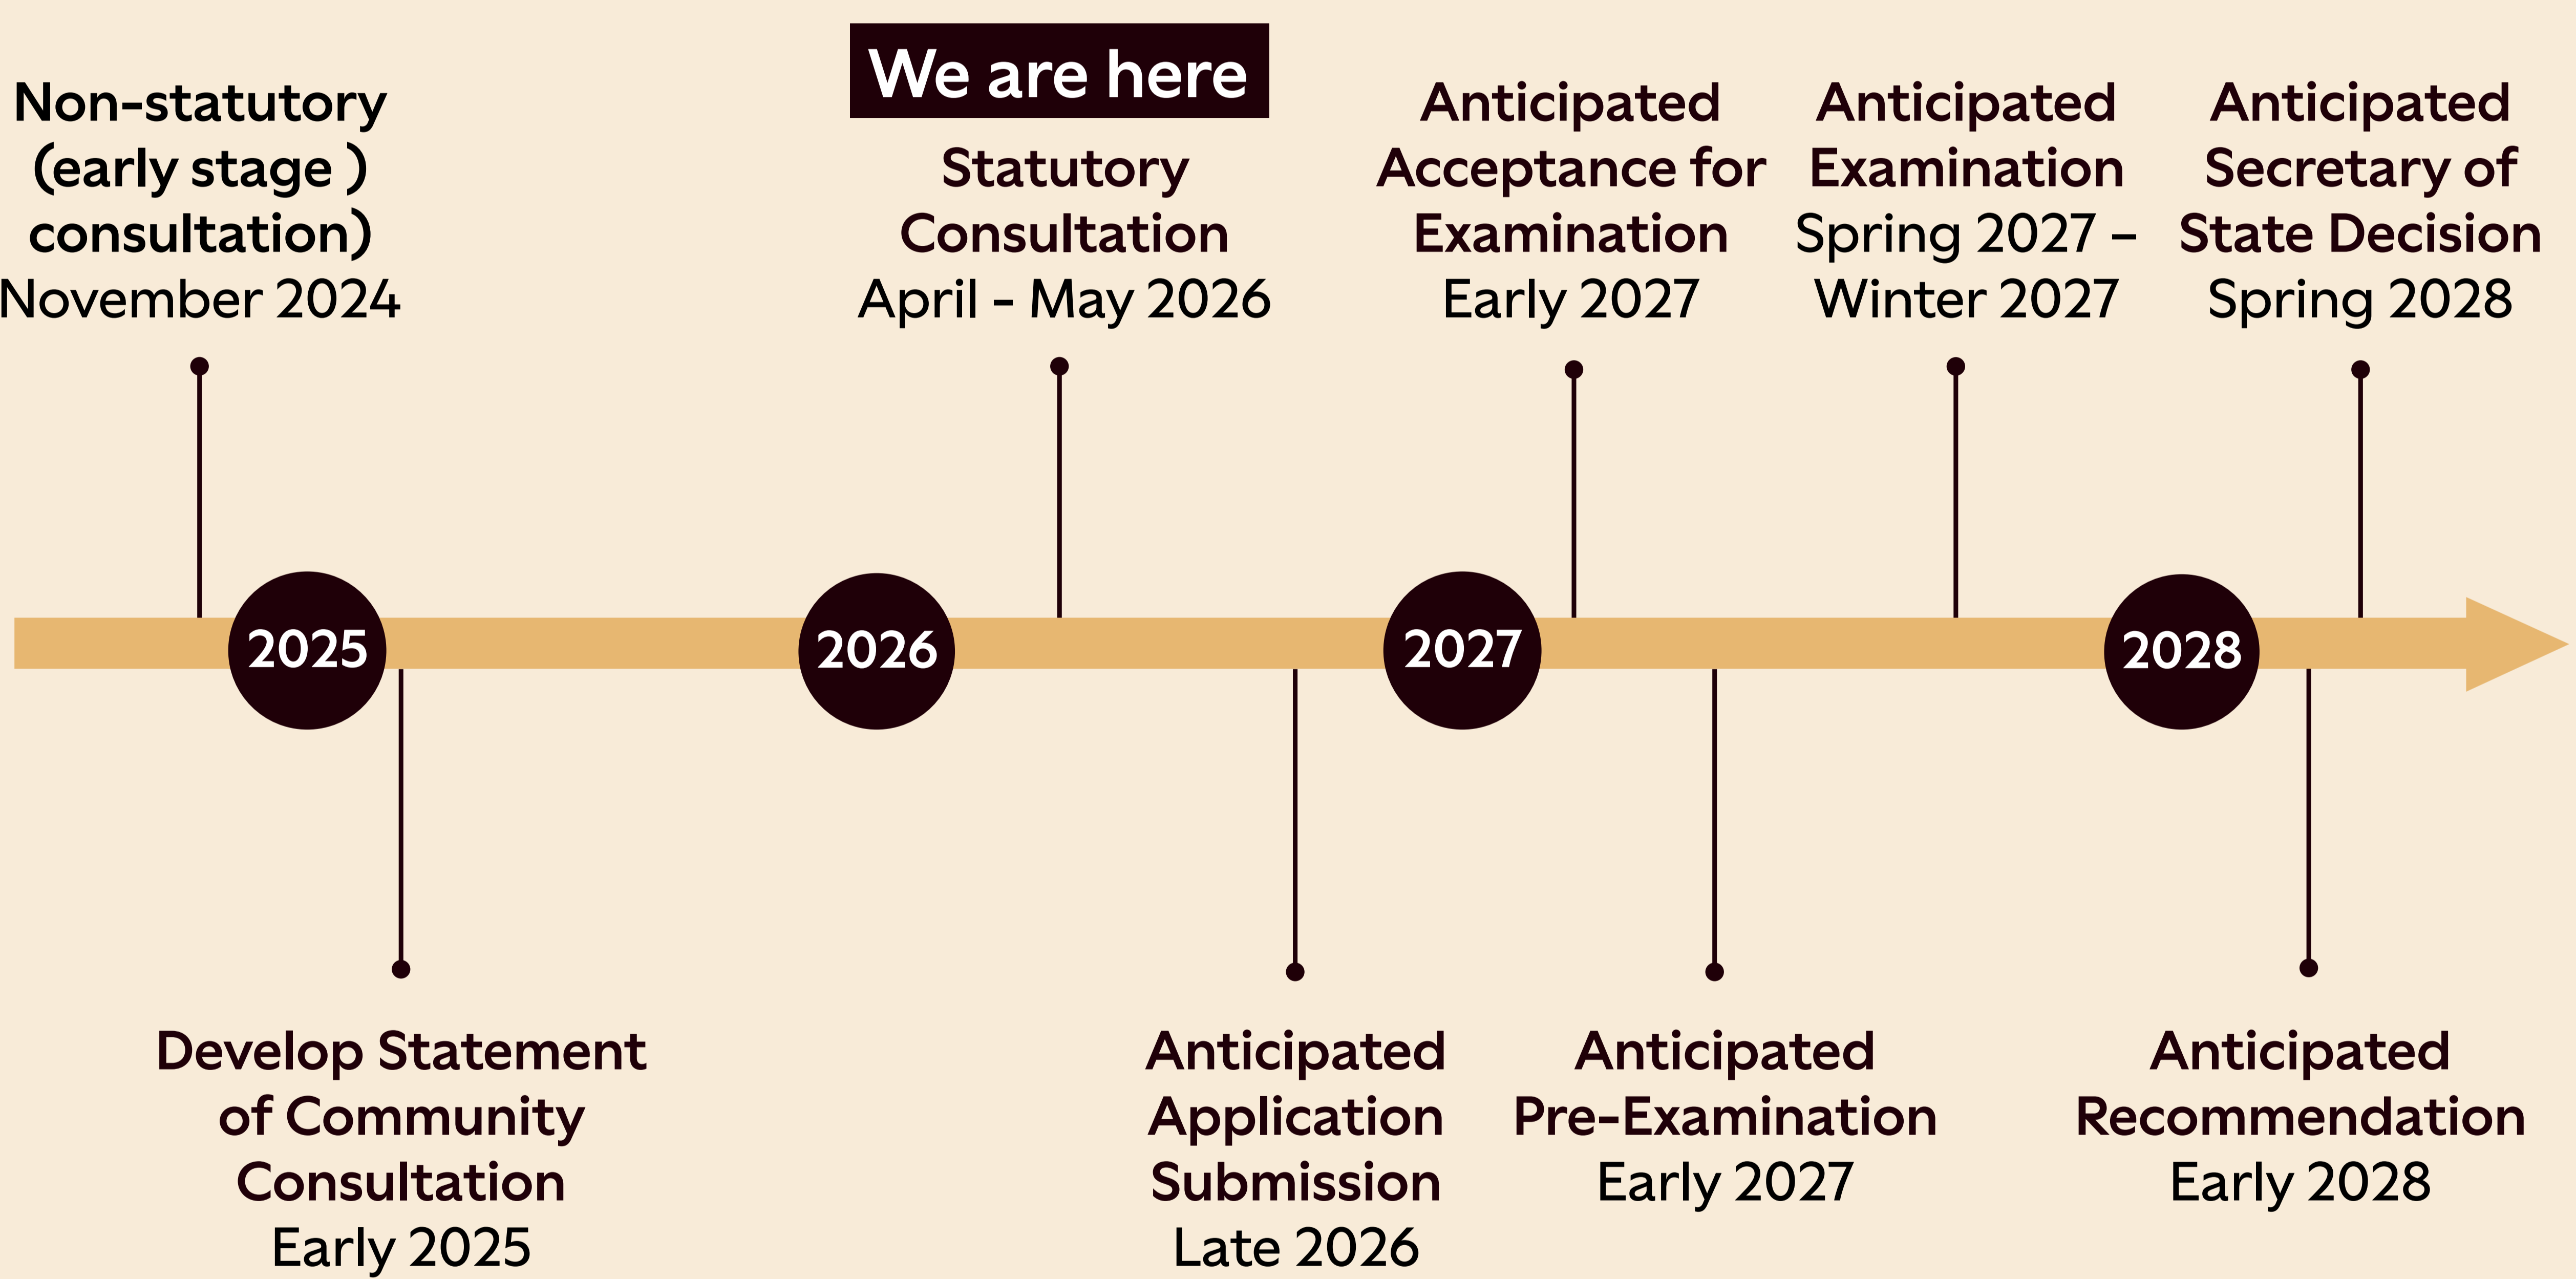 We are here
Non-statutory
(early stage )
consultation)
November 2024
Statutory
Consultation
April - May 2026
Anticipated
Acceptance for
Examination
Early 2027
Anticipated
Examination
Spring 2027 –
Winter 2027
Anticipated
Secretary of
State Decision
Spring 2028
2025
2026
2027
2028
Develop Statement
of Community
Consultation
Early 2025
Anticipated
Application
Submission
Late 2026
Anticipated
Pre-Examination
Early 2027
Anticipated
Recommendation
Early 2028